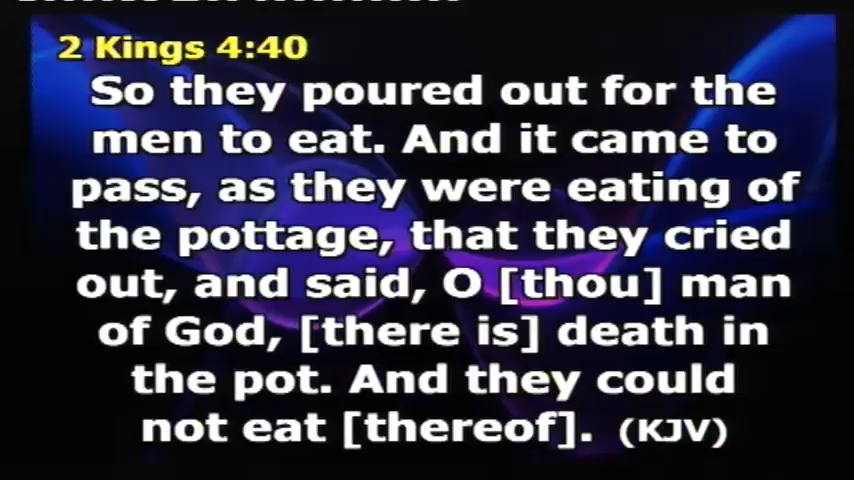 2 Kings 4:40
So they poured out for the
men to eat. And it came to
pass, as they were eating of
the pottage, that they cried
out, and said, O [thou] man
of God, [there is] death in
the pot. And they could
not eat [thereof]. (KJV)